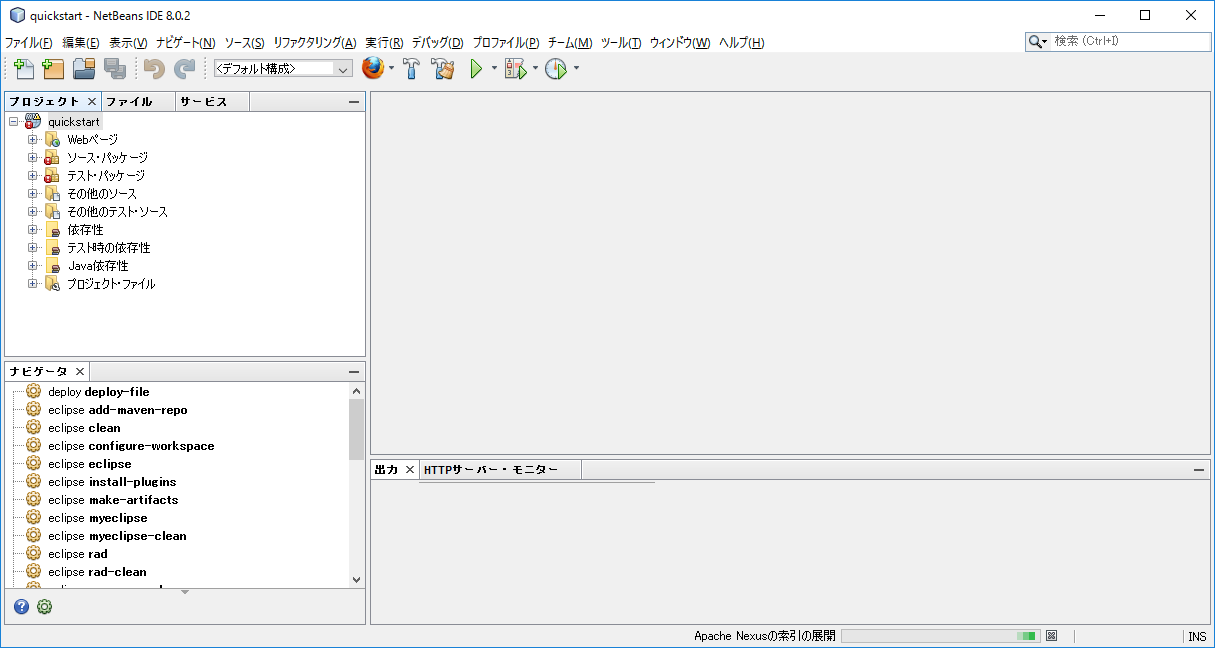 quickstart - NetBeans IDE 8.0.2
ファイル(F) 編集(E) 表示(V) ナビゲート(N) ソース(S) リファクタリング(A) 実行(R) デバッグ(D) プロファイル(P) チーム(M) ツール(T) ウィンドウ(W) ヘルプ(H) 検索 (Ctrl+I)
<デフォルト構成>
プロジェクト ファイル サービス
quickstart
Webページ
ソース・パッケージ
テスト・パッケージ
その他のソース
その他のテスト・ソース
依存性
テスト時の依存性
Java依存性
プロジェクト・ファイル
ナビゲータ
deploy deploy-file
eclipse add-maven-repo
eclipse clean
eclipse configure-workspace
eclipse eclipse
eclipse install-plugins
eclipse make-artifacts
eclipse myeclipse
eclipse myeclipse-clean
eclipse rad
eclipse rad-clean
出力 HTTPサーバー・モニター
Apache Nexusの索引の展開 INS